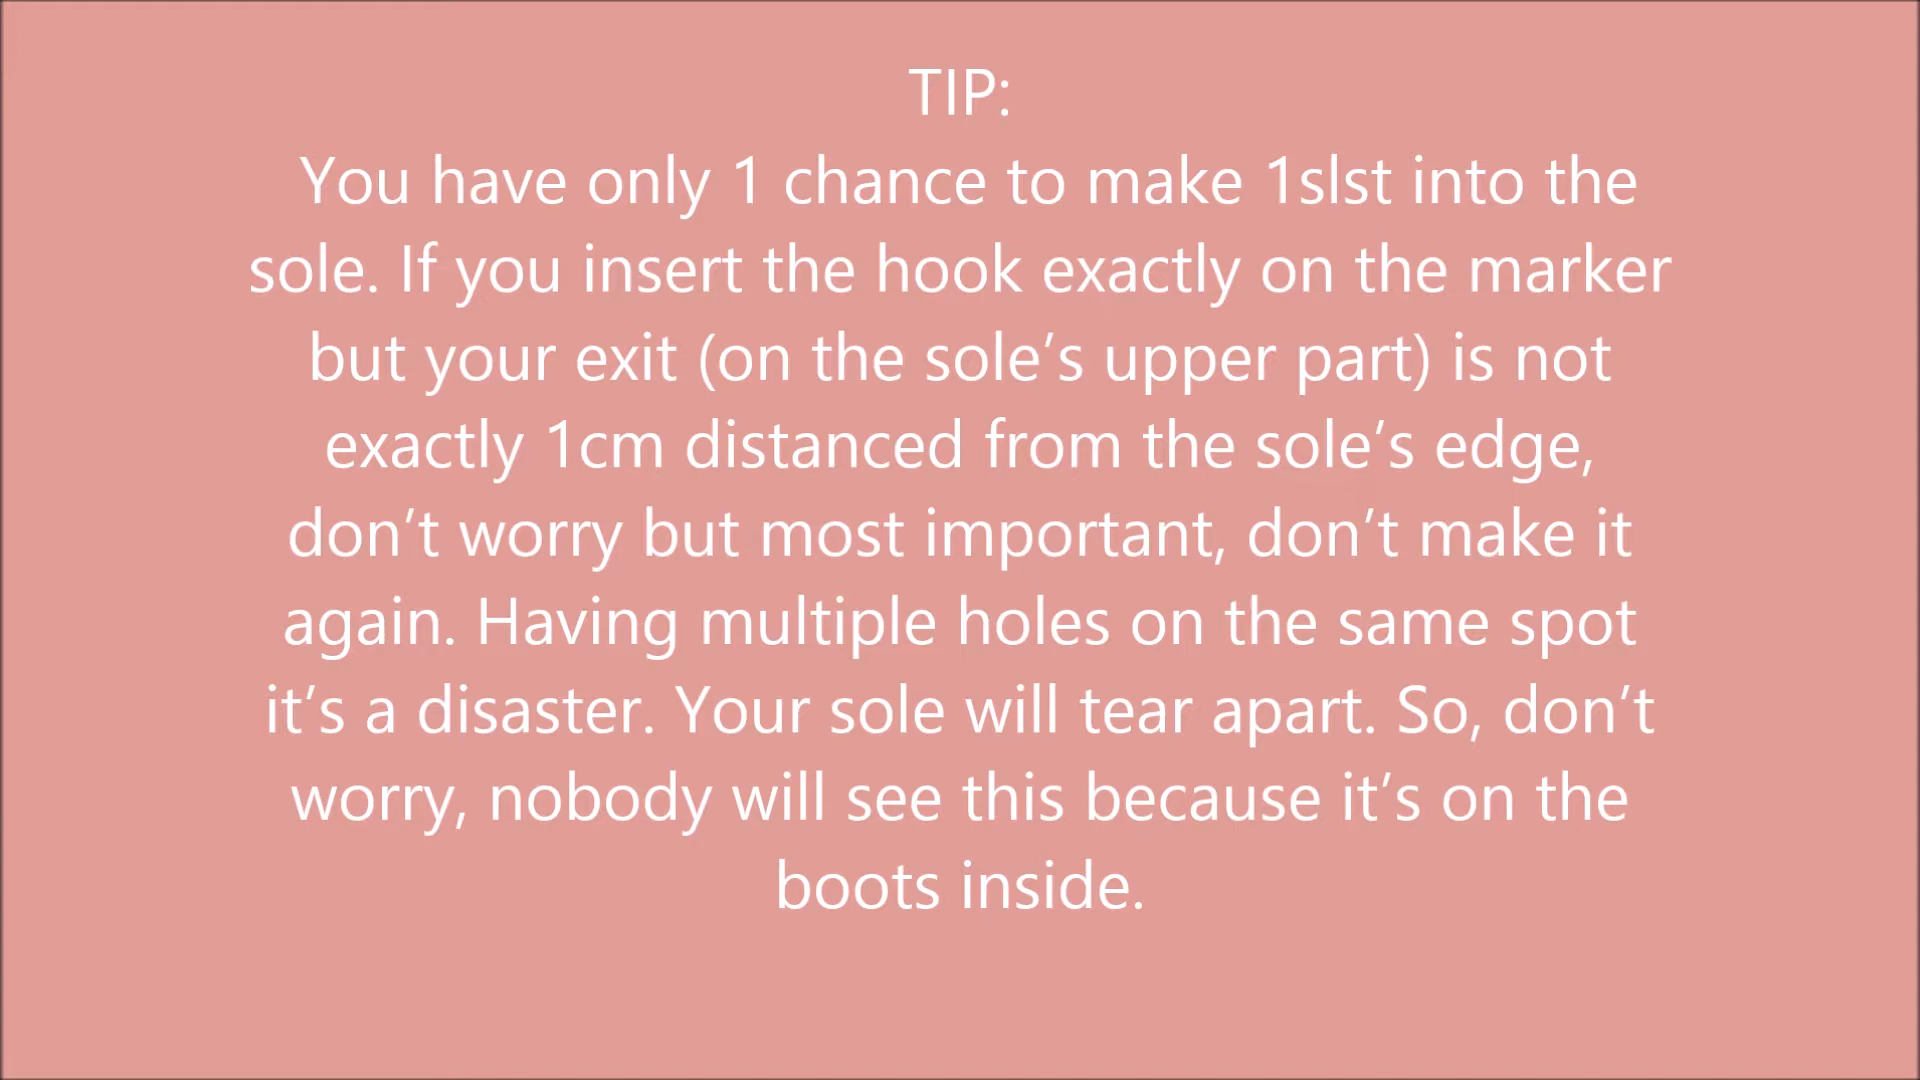 TIP:
You have only 1 chance to make 1slst into the
sole. If you insert the hook exactly on the marker
but your exit (on the sole’s upper part) is not
exactly 1cm distanced from the sole’s edge,
don’t worry but most important, don’t make it
again. Having multiple holes on the same spot
it’s a disaster. Your sole will tear apart. So, don’t
worry, nobody will see this because it’s on the
boots inside.